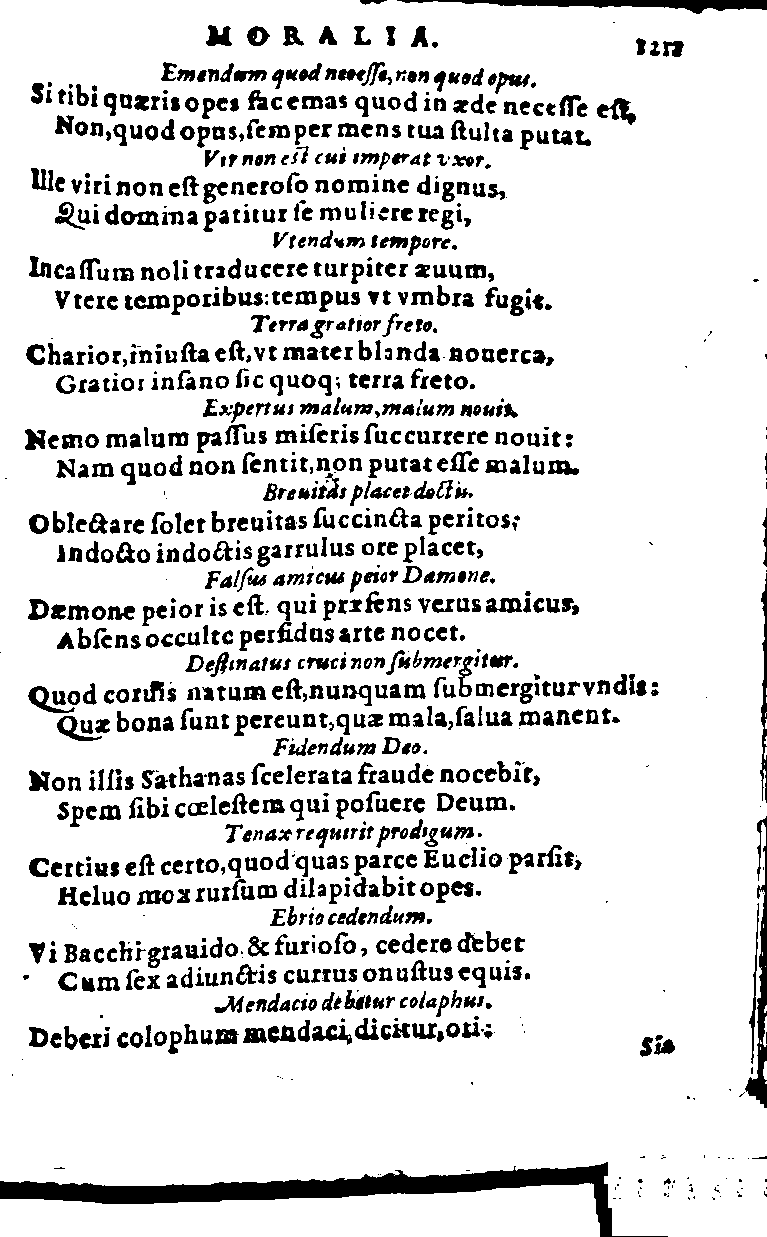 MORALIA.
Emendum quod necesse, non quod opus.
Si tibi quæris opes fac emas quod in æde necesse est,
Non, quod opus, semper mens tua stulta putat.
Vir non est cui imperat vxor.
Ille viri non est generoso nomine dignus,
Qui domina patitur se muliere regi,
Vtendum tempore.
Incassum noli traducere turpiter æuum,
Vtere temporibus: tempus vt vmbra fugit.
Terra gratior freto.
Charior, iniusta est, vt mater blanda nouerca,
Gratior insano sic quoq; terra freto.
Expertus malum, malum nouit.
Nemo malum passus miseris succurrere nouit:
Nam quod non sentit, non putat esse malum.
Breuitas placet doctis.
Oblectare solet breuitas succincta peritos;
Indocto indoctis garrulus ore placet,
Falsus amicus peior Dæmone.
Dæmone peior is est. qui præsens verus amicus,
Absens occulte perfidus arte nocet.
Destinatus cruci non submergitur.
Quod coruis natum est, nunquam submergitur vndis:
Quæ bona sunt pereunt, quæ mala, salua manent.
Fidendum Deo.
Non illis Sathanas scelerata fraude nocebit,
Spem sibi cœlestem qui posuere Deum.
Tenax requirit prodigum.
Certius est certo, quod quas parce Euclio parsit,
Heluo mox rursum dilapidabit opes.
Ebrio cedendum.
Vi Bacchi grauido & furioso, cedere debet
Cum sex adiunctis currus onustus equis.
Mendacio debetur colaphus.
Deberi colophum mendaci, dicitur, ori:
Sic